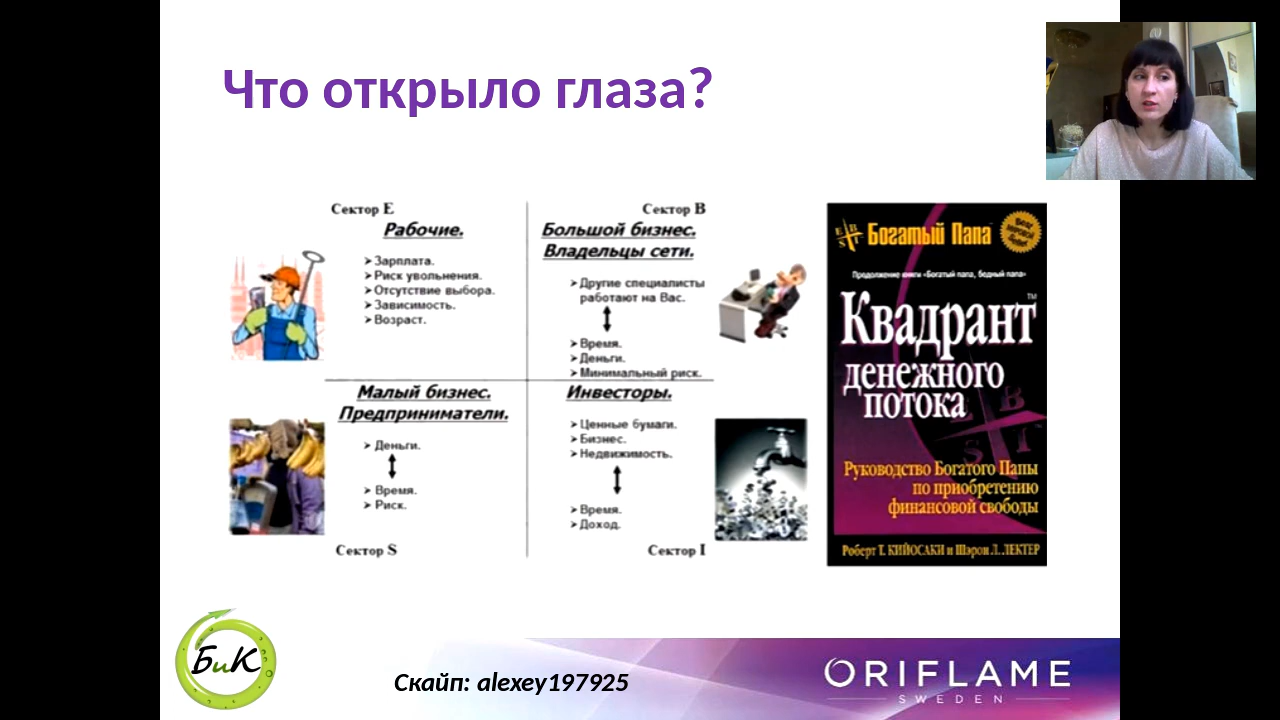 Что открыло глаза?
Сектор E
Рабочие.
Зарплата.
Риск увольнения.
Отсутствие выбора.
Зависимость.
Возраст.
Сектор B
Большой бизнес.
Владельцы сети.
Другие специалисты
работают на Вас.
Время.
Деньги.
Минимальный риск.
Малый бизнес.
Предприниматели.
Деньги.
Время.
Риск.
Сектор S
Инвесторы.
Ценные бумаги.
Бизнес.
Недвижимость.
Время.
Доход.
Сектор I
Богатый Папа
Продолжение книги «Богатый папа, бедный папа»
Квадрант™
денежного
потока
Руководство Богатого Папы
по приобретению
финансовой свободы
Роберт Т. КИЙОСАКИ и Шэрон Л. ЛЕКТЕР
БиК
Скайп: alexey197925
ORIFLAME
SWEDEN